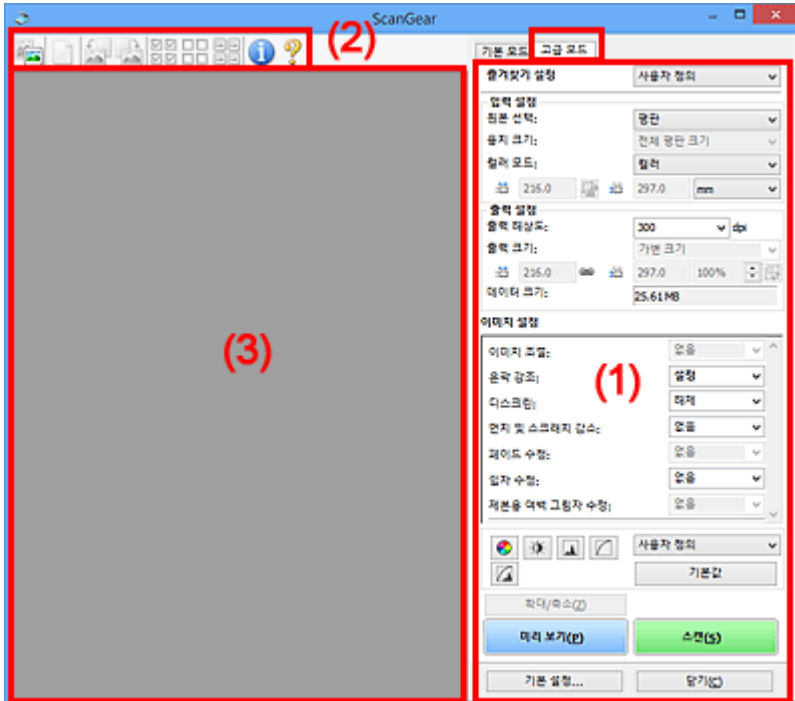 ScanGear
(2)
기본 모드 고급 모드
즐겨찾기 설정 사용자 정의
입력 설정
원본 선택: 평판
용지 크기: 전체 평판 크기
컬러 모드: 컬러
216.0 297.0 mm
출력 설정
출력 해상도: 300 dpi
출력 크기: 가변 크기
216.0 297.0 100%
데이터 크기: 25.61MB
이미지 설정
이미지 조절: 없음
(3)
윤곽 강조: 설정
(1)
디스크린: 해제
먼지 및 스크래치 감소: 없음
페이드 수정: 없음
입자 수정: 없음
제본용 여백 그림자 수정: 없음
사용자 정의
기본값
확대/축소(Z)
미리 보기(P) 스캔(S)
기본 설정... 닫기(C)